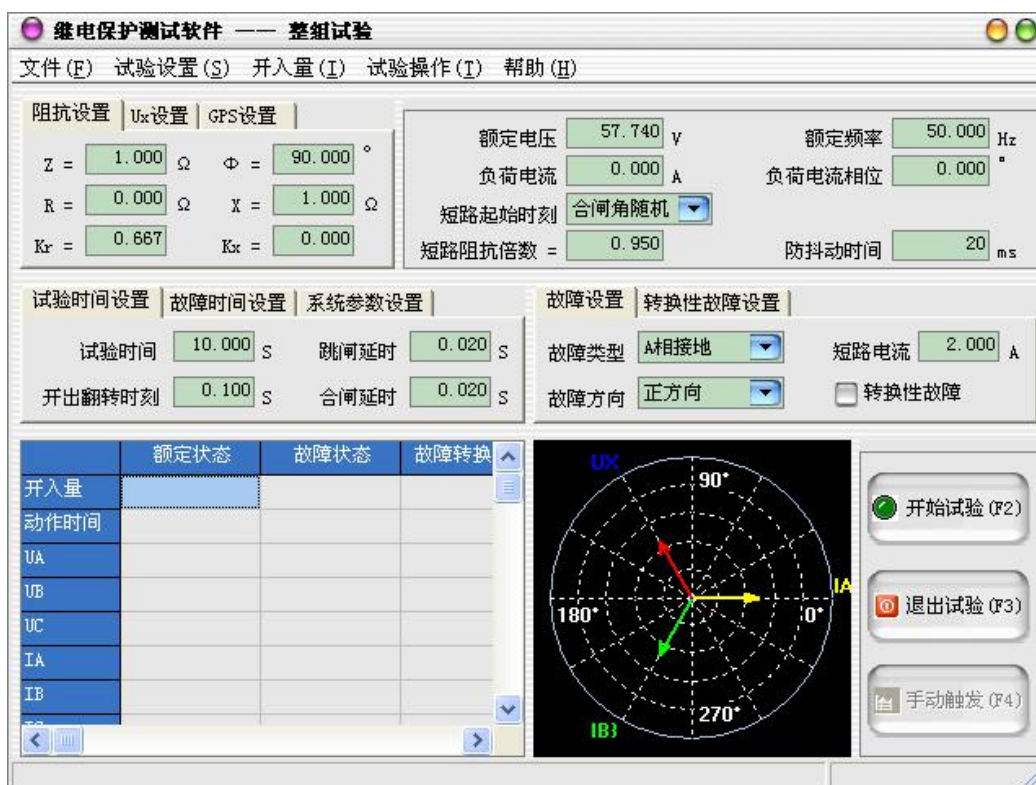 继电保护测试软件 —— 整组试验
文件(F) 试验设置(S) 开入量(I) 试验操作(T) 帮助(H)
阻抗设置 Ux设置 GPS设置
Z = 1.000 Ω Φ = 90.000 °
R = 0.000 Ω X = 1.000 Ω
Kr = 0.667 Kx = 0.000
额定电压 57.740 V 额定频率 50.000 Hz
负荷电流 0.000 A 负荷电流相位 0.000 °
短路起始时刻 合闸角随机
短路阻抗倍数 = 0.950 防抖动时间 20 ms
试验时间设置 故障时间设置 系统参数设置
试验时间 10.000 S 跳闸延时 0.020 S
开出翻转时刻 0.100 S 合闸延时 0.020 S
故障设置 转换性故障设置
故障类型 A相接地 短路电流 2.000 A
故障方向 正方向 转换性故障
额定状态 故障状态 故障转换
开入量
动作时间
UA
UB
UC
IA
IB
UX
90°
IA
180°
0°
270°
开始试验(F2)
退出试验(F3)
手动触发(F4)